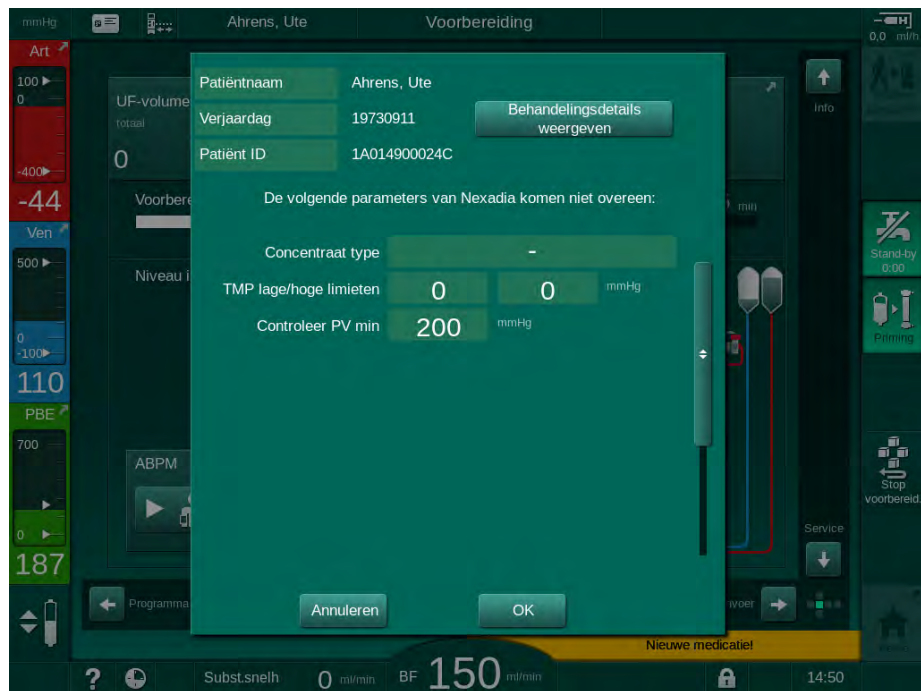 mmHg
Ahrens, Ute
Voorbereiding
0,0 ml/h
Art
100
0
-400
-44
Ven
500
0
-100
110
PBE
700
0
187
UF-volume
totaal
0
Voorbere
min
Niveau i
ABPM
Patiëntnaam Ahrens, Ute
Verjaardag 19730911
Behandelingsdetails
weergeven
Patiënt ID 1A014900024C
De volgende parameters van Nexadia komen niet overeen:
Concentraat type -
TMP lage/hoge limieten 0 0 mmHg
Controleer PV min 200 mmHg
Annuleren OK
Info
Service
Stand-by
0:00
Priming
Stop
voorbereid.
Programma
nvoer
Nieuwe medicatie!
? Subst.snelh 0 ml/min BF 150 ml/min 14:50